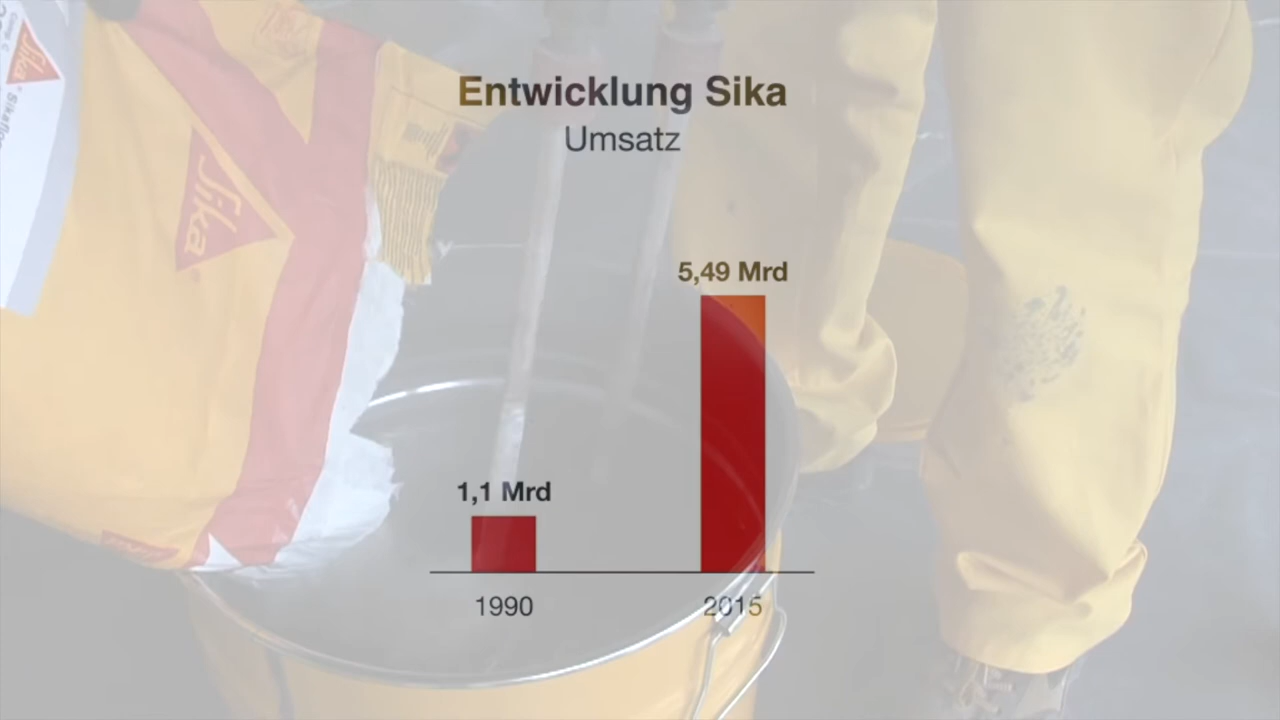 Entwicklung Sika
Umsatz
5,49 Mrd
1,1 Mrd
1990
2015
Sika
Sika